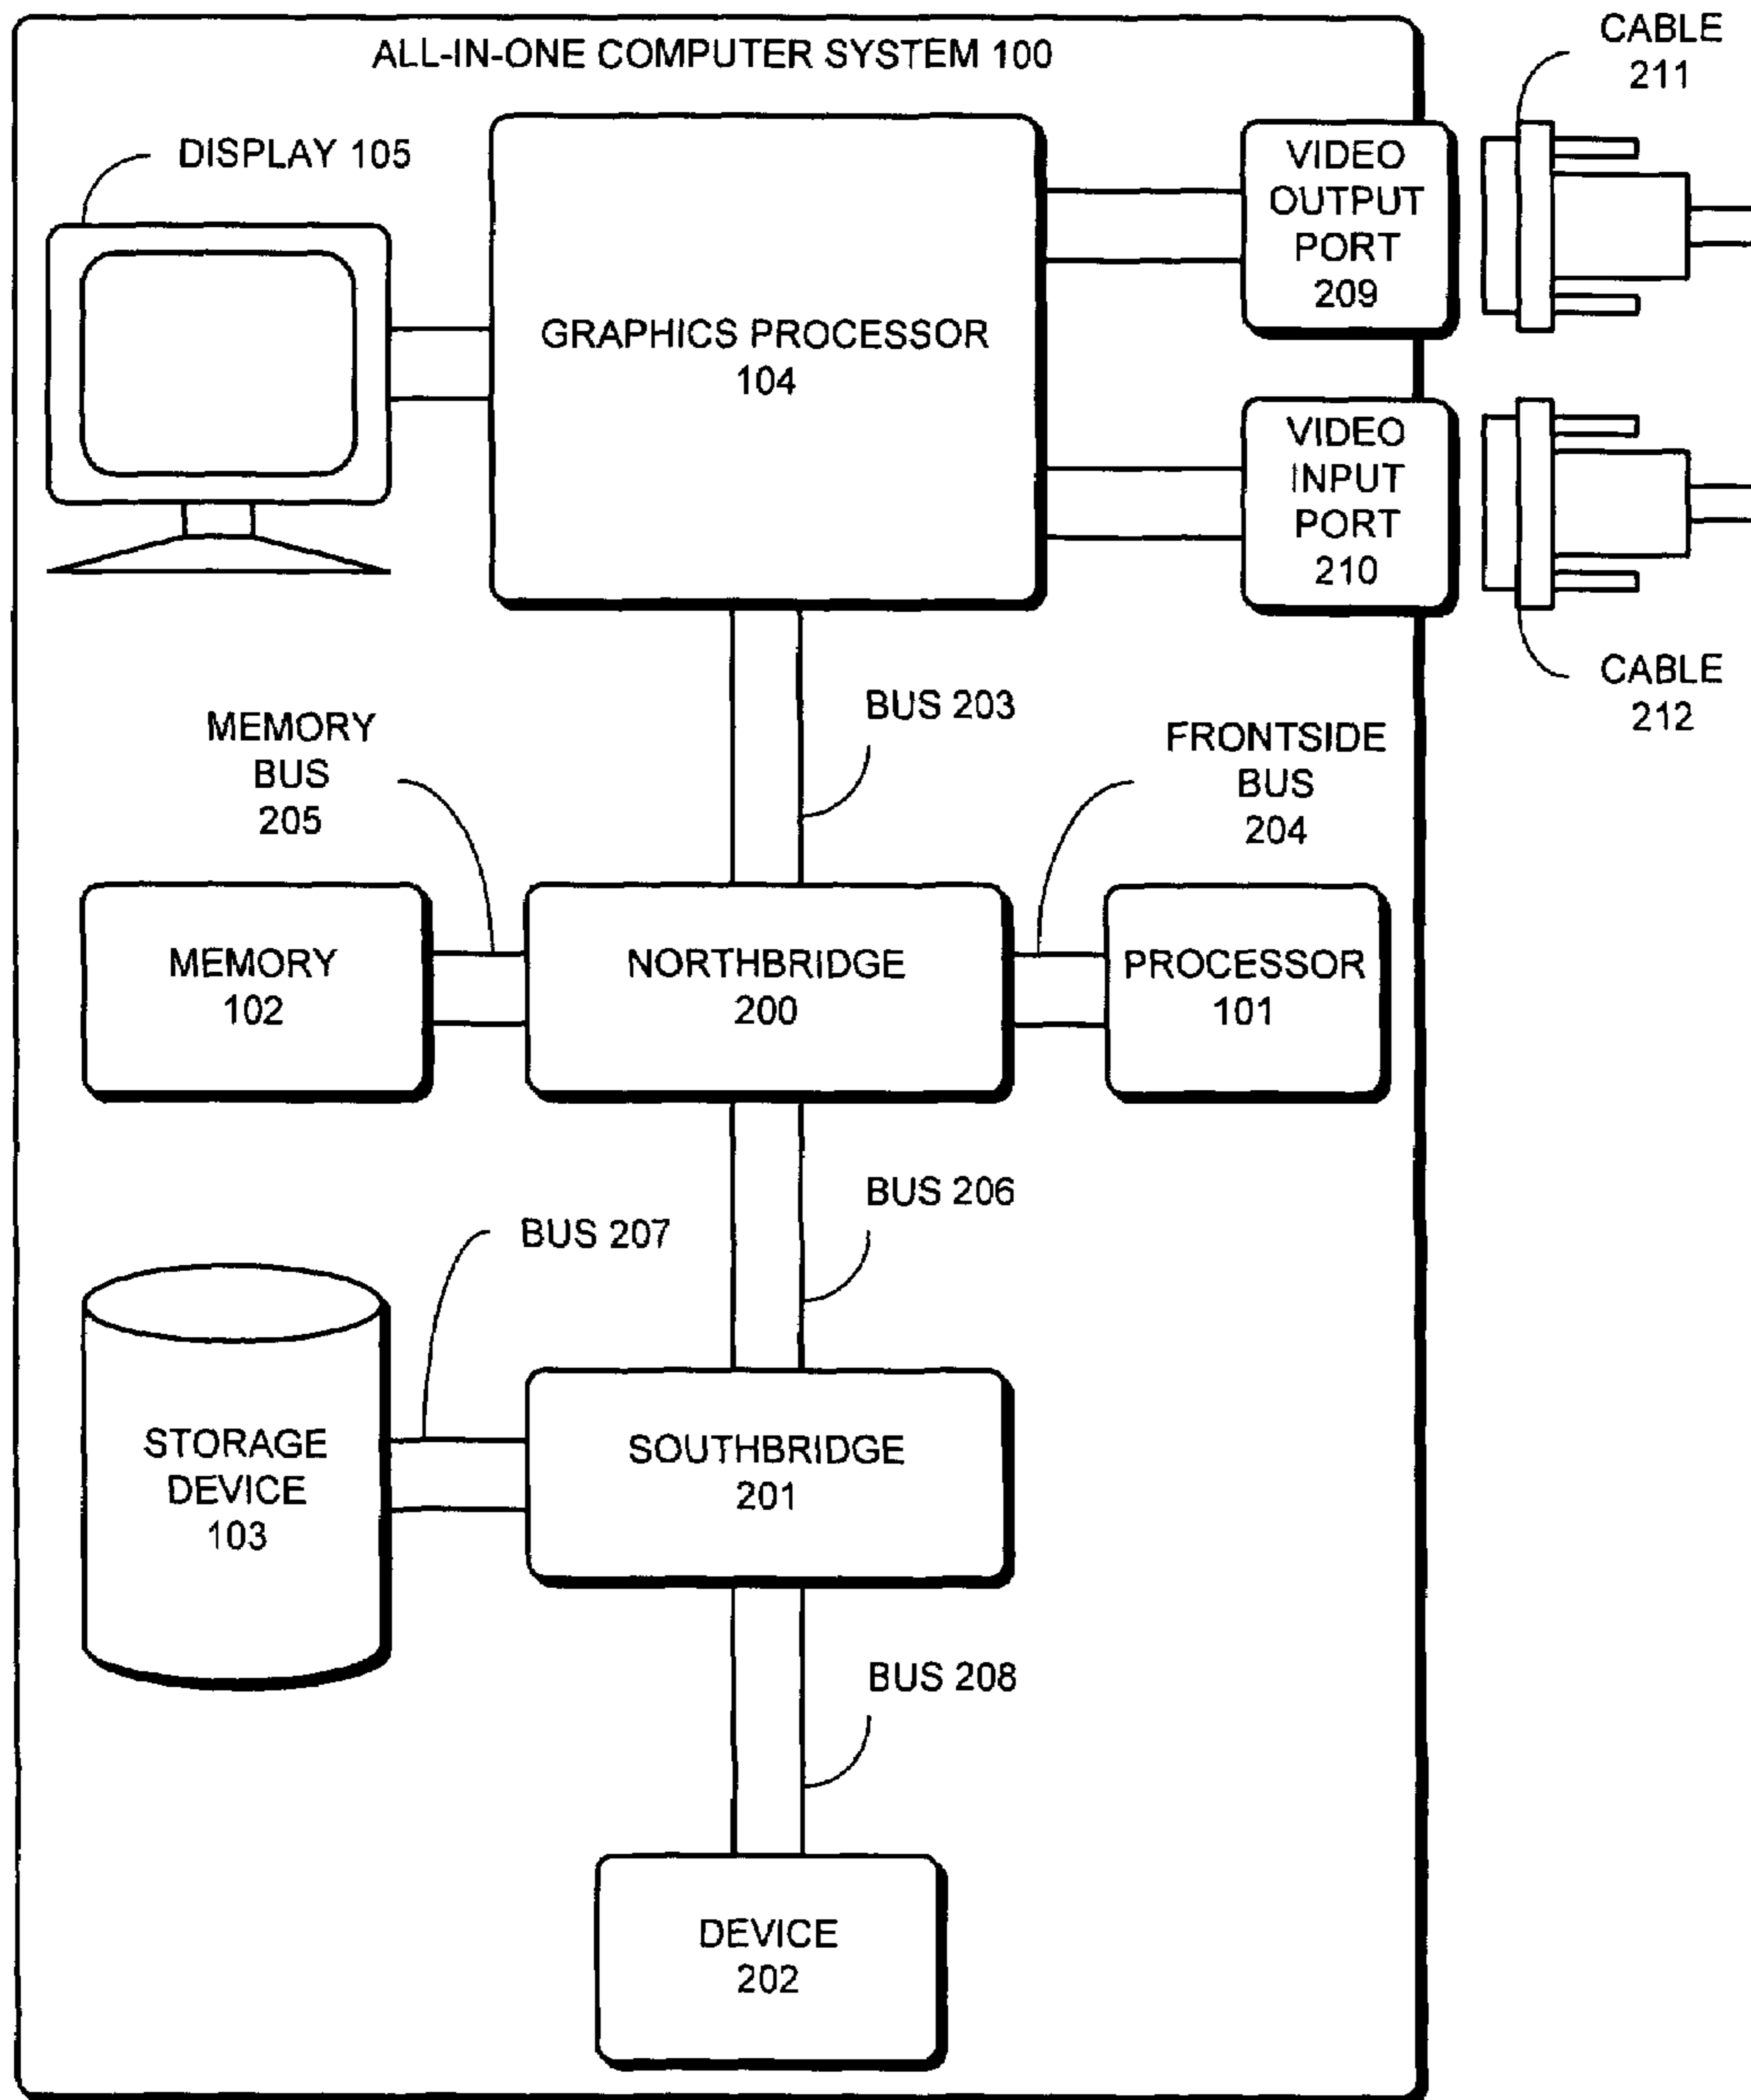 ALL-IN-ONE COMPUTER SYSTEM 100
CABLE
211
DISPLAY 105
VIDEO
OUTPUT
PORT
209
GRAPHICS PROCESSOR
104
VIDEO
INPUT
PORT
210
CABLE
212
BUS 203
MEMORY
BUS
205
FRONTSIDE
BUS
204
MEMORY
102
NORTHBRIDGE
200
PROCESSOR
101
BUS 206
BUS 207
STORAGE
DEVICE
103
SOUTHBRIDGE
201
BUS 208
DEVICE
202